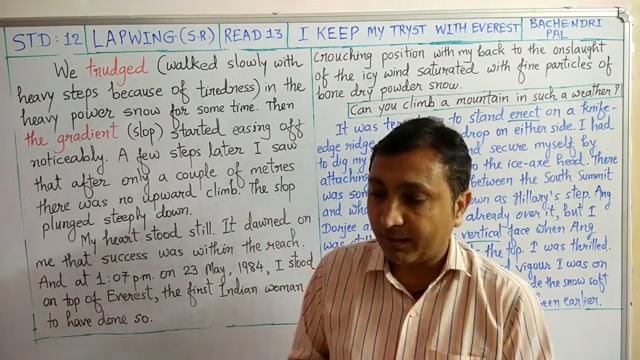 STD: 12
LAPWING (S.R)
READ 13
I KEEP MY TRYST WITH EVEREST
BACHENDRI
PAL
We trudged (walked slowly with
heavy steps because of tiredness) in the
heavy power snow for some time. Then
the gradient (slop) started easing off
noticeably. A few steps later I saw
that after only a couple of metres
there was no upward climb. The slop
plunged steeply down.
My heart stood still. It dawned on
me that success was within the reach.
And at 1:07 p.m. on 23 May, 1984, I stood
on top of Everest, the first Indian woman
to have done so.
Crouching position with my back to the onslaught
of the icy wind saturated with fine particles of
bone dry powder snow.
Can you climb a mountain in such a weather?
It was to stand erect on a knife-
edge ridge drop on either side. I had
to dig my secure myself by
attaching to the ice-axe head. There
was between the South Summit
and Hillary's step. Ang
Dorjee already over it, but I
was vertical face when Ang
the top. I was thrilled.
vigour I was on
the snow soft
earlier.